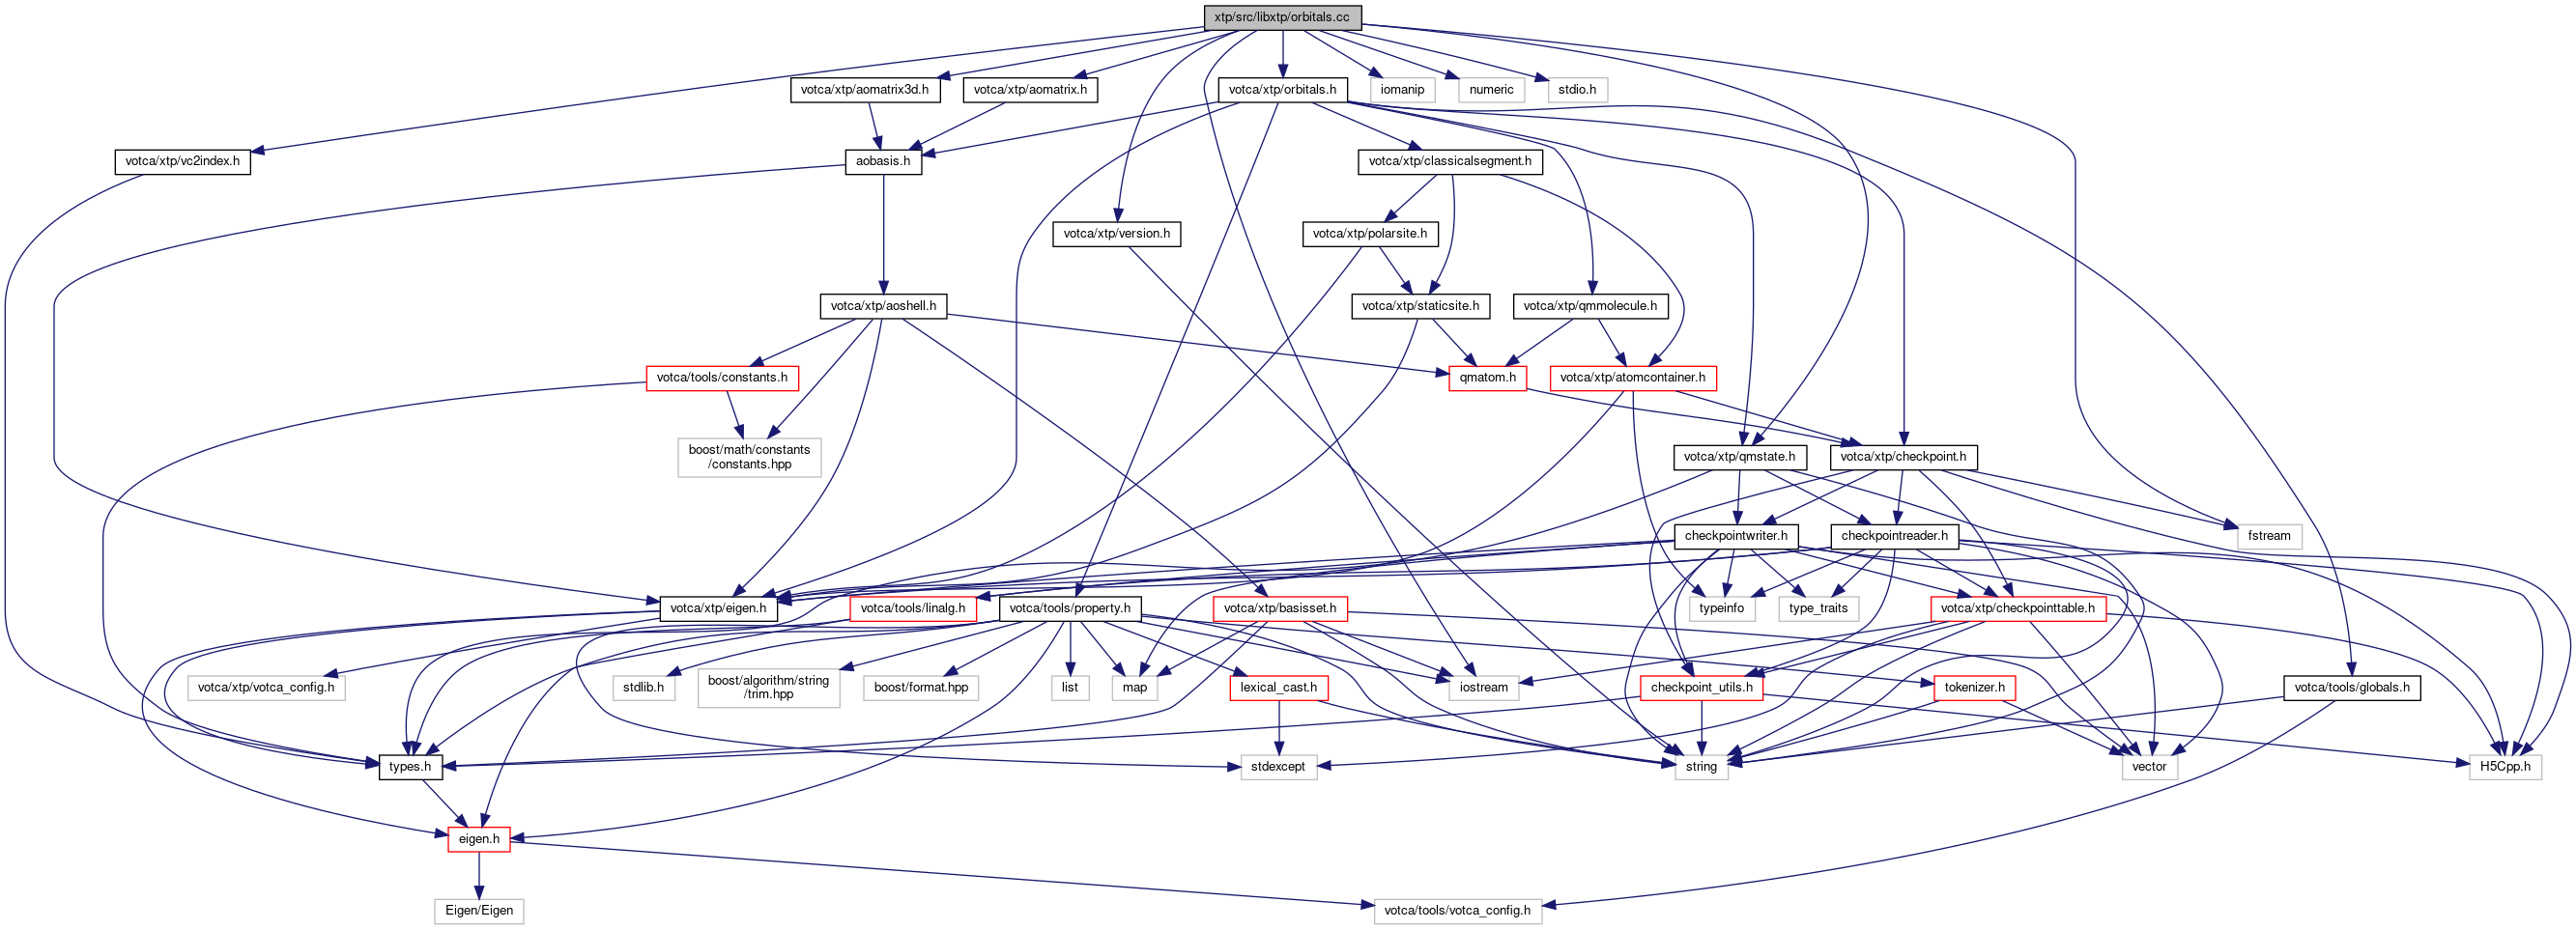 xtp/src/libxtp/orbitals.cc
votca/xtp/aomatrix3d.h
votca/xtp/aomatrix.h
votca/xtp/orbitals.h
iomanip
numeric
stdio.h
votca/xtp/vc2index.h
aobasis.h
votca/xtp/classicalsegment.h
votca/xtp/version.h
votca/xtp/polarsite.h
votca/xtp/aoshell.h
votca/xtp/staticsite.h
votca/xtp/qmmolecule.h
votca/tools/constants.h
qmatom.h
votca/xtp/atomcontainer.h
boost/math/constants
/constants.hpp
votca/xtp/qmstate.h
votca/xtp/checkpoint.h
checkpointwriter.h
checkpointreader.h
fstream
votca/xtp/eigen.h
votca/tools/linalg.h
votca/tools/property.h
votca/xtp/basisset.h
typeinfo
type_traits
votca/xtp/checkpointtable.h
votca/xtp/votca_config.h
stdlib.h
boost/algorithm/string
/trim.hpp
boost/format.hpp
list
map
lexical_cast.h
iostream
checkpoint_utils.h
tokenizer.h
votca/tools/globals.h
types.h
stdexcept
string
vector
H5Cpp.h
eigen.h
Eigen/Eigen
votca/tools/votca_config.h